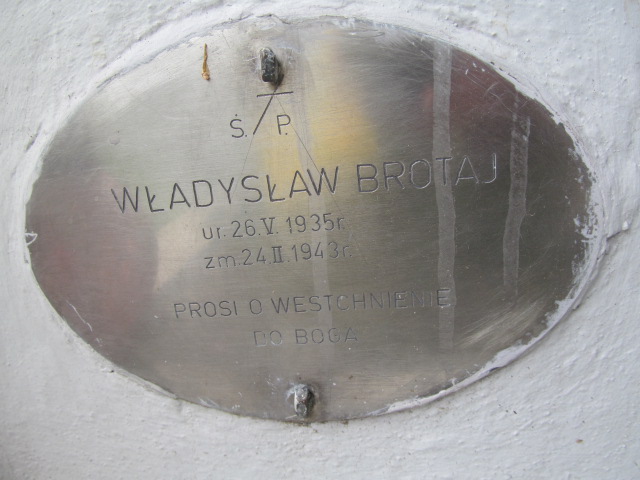 Ś. P.
WŁADYSŁAW BROTAJ
ur. 26.V. 1935r.
zm. 24.II.1943r.
PROSI O WESTCHNIENIE
DO BOGA